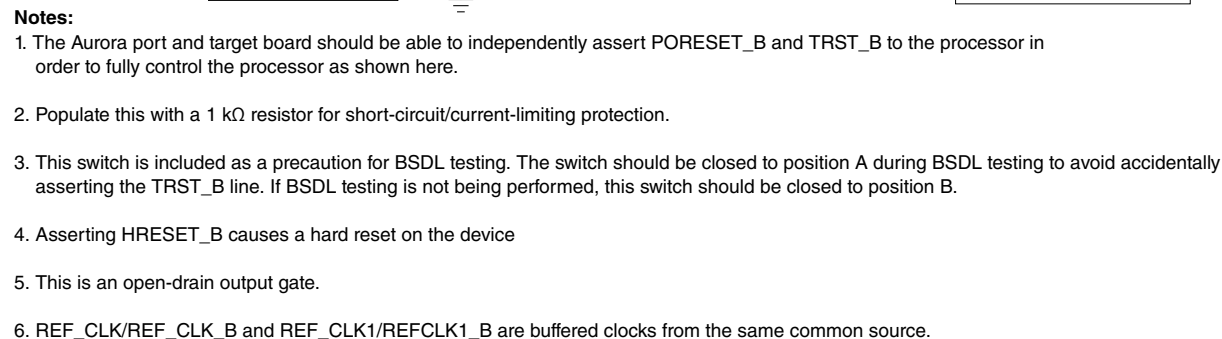 Notes:
1. The Aurora port and target board should be able to independently assert PORESET_B and TRST_B to the processor in
order to fully control the processor as shown here.
2. Populate this with a 1 kΩ resistor for short-circuit/current-limiting protection.
3. This switch is included as a precaution for BSDL testing. The switch should be closed to position A during BSDL testing to avoid accidentally
asserting the TRST_B line. If BSDL testing is not being performed, this switch should be closed to position B.
4. Asserting HRESET_B causes a hard reset on the device
5. This is an open-drain output gate.
6. REF_CLK/REF_CLK_B and REF_CLK1/REFCLK1_B are buffered clocks from the same common source.